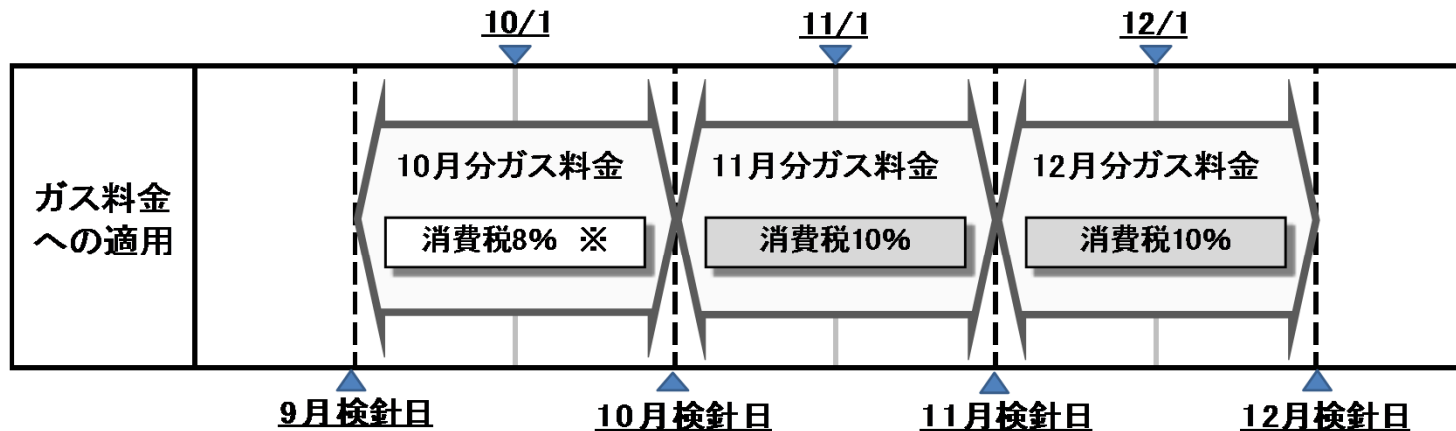 10/1
11/1
12/1
ガス料金
への適用
10月分ガス料金
消費税8% ※
11月分ガス料金
消費税10%
12月分ガス料金
消費税10%
9月検針日
10月検針日
11月検針日
12月検針日